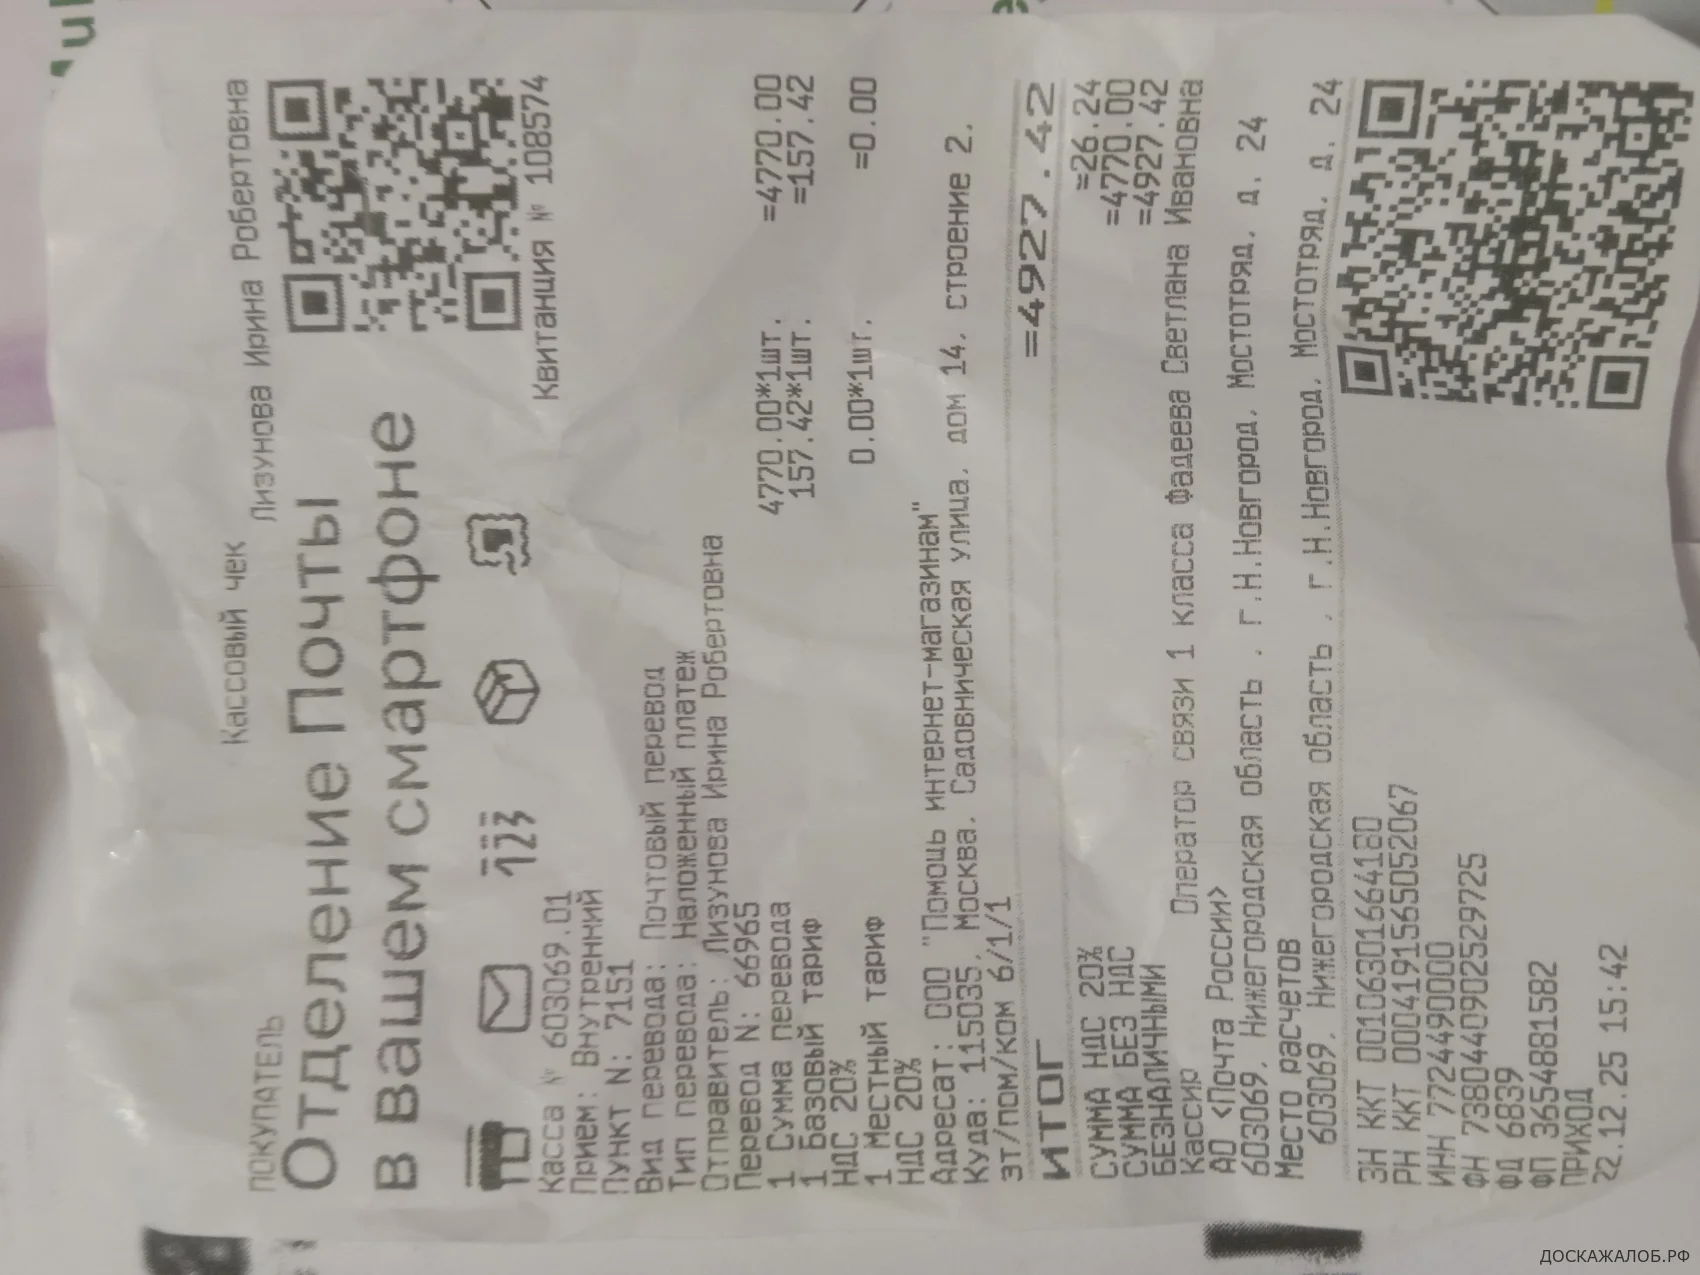 Кассовый чек
ПОКУПАТЕЛЬ Лизунова Ирина Робертовна
Отделение Почты
в вашем смартфоне
123
Квитанция № 108574
Касса № 603069.01
Прием: Внутренний
Пункт N: 7151
Вид перевода: Почтовый перевод
Тип перевода: Наложенный платеж
Отправитель: Лизунова Ирина Робертовна
Перевод N: 66965
1 Сумма перевода 4770.00*1шт. =4770.00
1 Базовый тариф 157.42*1шт. =157.42
НДС 20%
1 Местный тариф 0.00*1шт. =0.00
НДС 20%
Адресат: ООО "Помощь интернет-магазинам"
Куда: 115035, Москва, Садовническая улица, дом 14, строение 2,
эт/пом/ком 6/1/1
ИТОГ =4927.42
СУММА НДС 20% =26.24
СУММА БЕЗ НДС =4770.00
БЕЗНАЛИЧНЫМИ =4927.42
Кассир Оператор связи 1 класса Фадеева Светлана Ивановна
АО <Почта России>
603069, Нижегородская область , г.Н.Новгород, Мостотряд, д. 24
Место расчетов
603069, Нижегородская область , г.Н.Новгород, Мостотряд, д. 24
ЗН ККТ 00106301664180
РН ККТ 0004191565052067
ИНН 7724490000
ФН 7380440902529725
ФД 6839
ФП 3654881582
ПРИХОД
22.12.25 15:42
ДОСКАЖАЛОБ.РФ